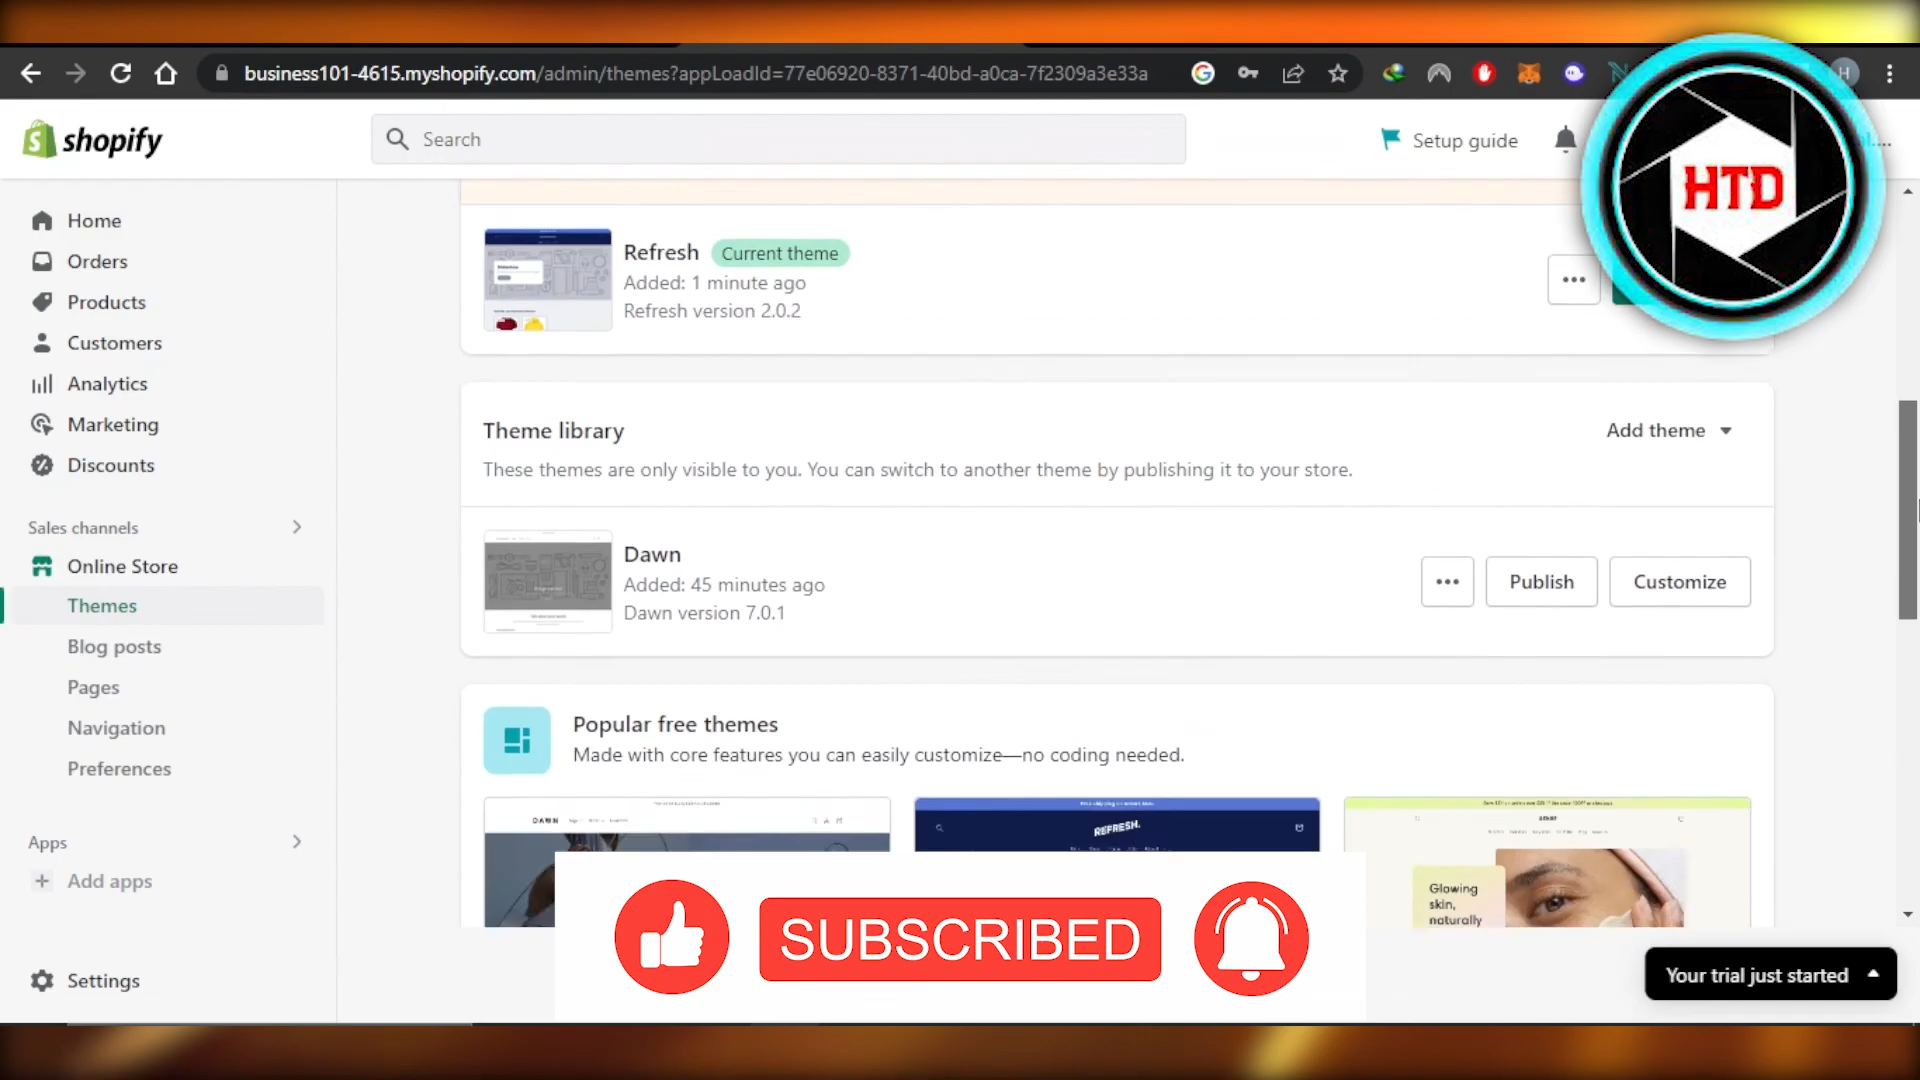 business101-4615.myshopify.com/admin/themes?appLoadId=77e06920-8371-40bd-a0ca-7f2309a3e33a
H
shopify
Search
Setup guide
HTD
Home
Orders
Products
Customers
Analytics
Marketing
Discounts
Sales channels
Online Store
Themes
Blog posts
Pages
Navigation
Preferences
Apps
Add apps
Settings
Refresh Current theme
Added: 1 minute ago
Refresh version 2.0.2
Theme library
Add theme
These themes are only visible to you. You can switch to another theme by publishing it to your store.
Dawn
Added: 45 minutes ago
Dawn version 7.0.1
Publish
Customize
Popular free themes
Made with core features you can easily customize—no coding needed.
DAWN
REFRESH.
Glowing
skin,
naturally
SUBSCRIBED
Your trial just started